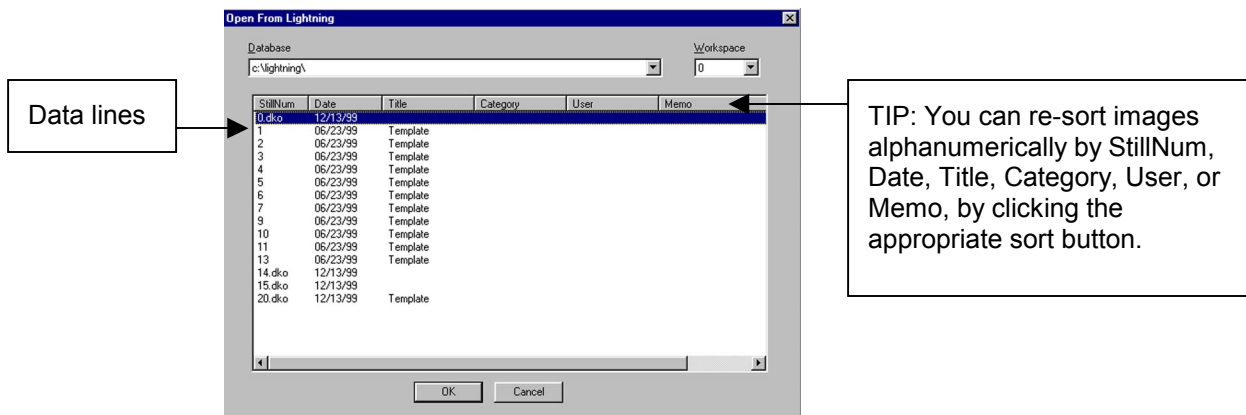 Open From Lightning
Database
Workspace
c:\lightning\
0
StillNum Date Title Category User Memo
0.dko 12/13/99
1 06/23/99 Template
2 06/23/99 Template
3 06/23/99 Template
4 06/23/99 Template
5 06/23/99 Template
6 06/23/99 Template
7 06/23/99 Template
9 06/23/99 Template
10 06/23/99 Template
11 06/23/99 Template
13 06/23/99 Template
14.dko 12/13/99
15.dko 12/13/99
20.dko 12/13/99 Template
OK Cancel
Data lines
TIP: You can re-sort images
alphanumerically by StillNum,
Date, Title, Category, User, or
Memo, by clicking the
appropriate sort button.